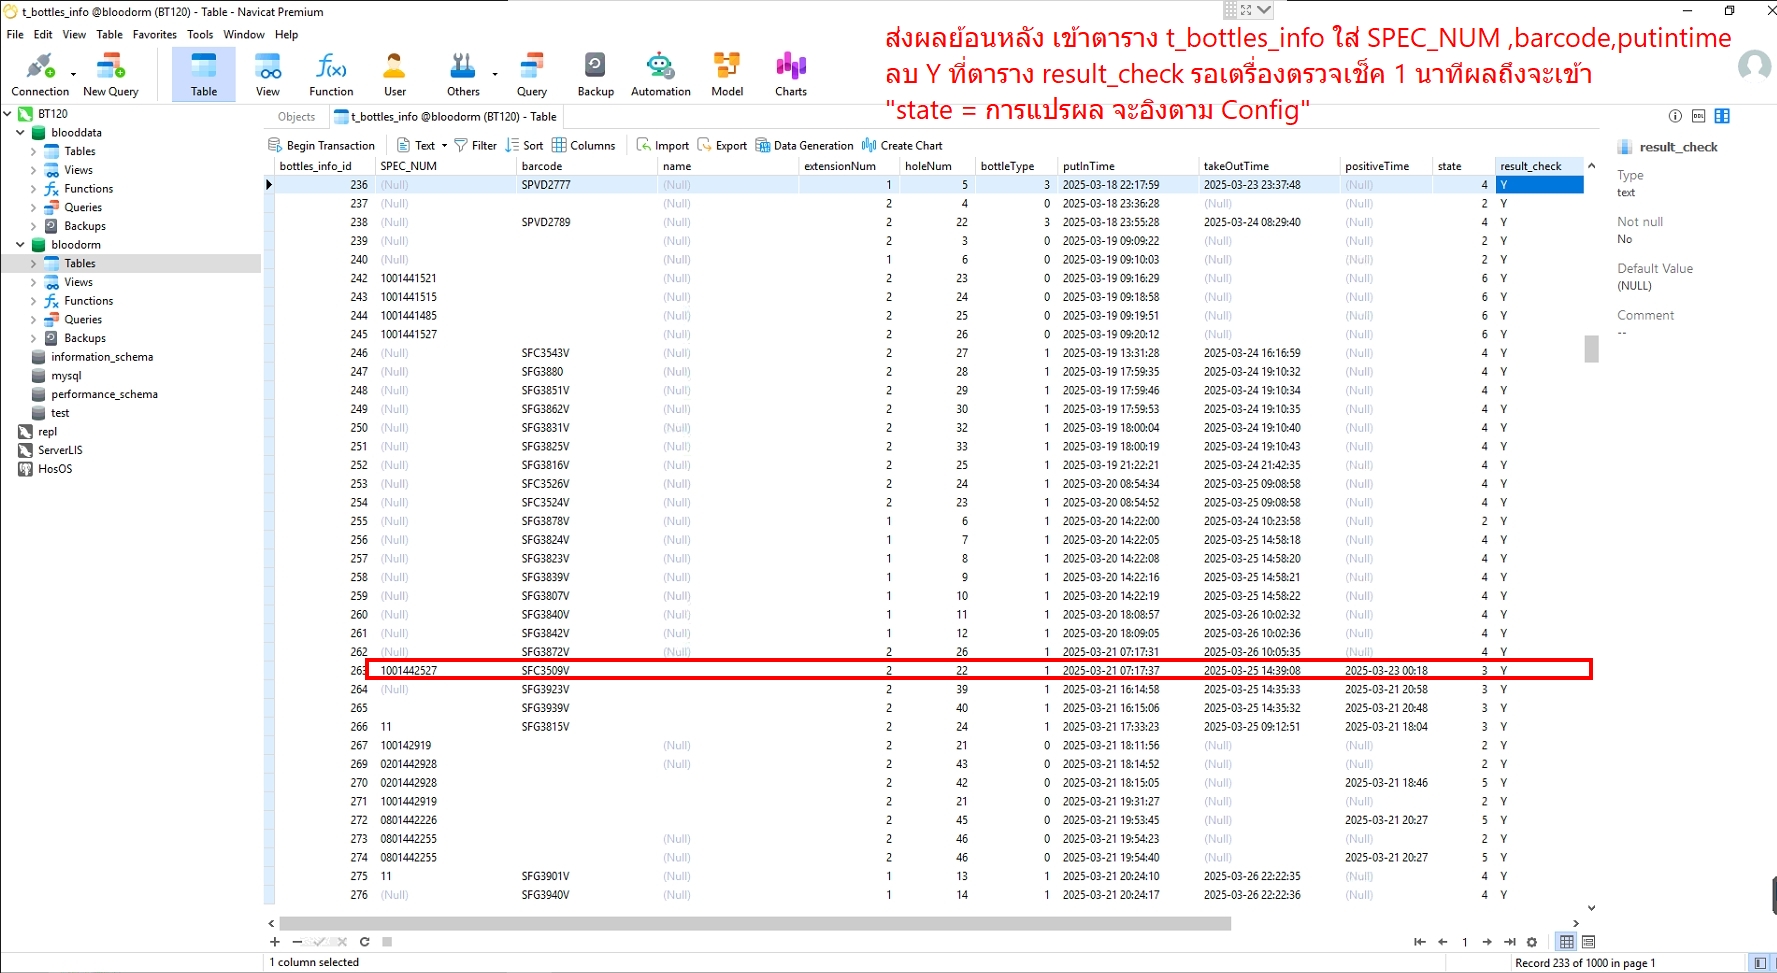 t_bottles_info @bloodorm (BT120) - Table - Navicat Premium
File Edit View Table Favorites Tools Window Help
ส่งผลย้อนหลัง เข้าตาราง t_bottles_info ใส่ SPEC_NUM ,barcode,putintime
ลบ Y ที่ตาราง result_check รอเครื่องตรวจเช็ค 1 นาทีผลถึงจะเข้า
"state = การแปรผล จะอิงตาม Config"
Connection New Query Table View Function User Others Query Backup Automation Model Charts
BT120
blooddata
Tables
Views
Functions
Queries
Backups
bloodorm
Tables
Views
Functions
Queries
Backups
information_schema
mysql
performance_schema
test
repl
ServerLIS
HosOS
Objects t_bottles_info @bloodorm (BT120) - Table
Begin Transaction Text Filter Sort Columns Import Export Data Generation Create Chart
bottles_info_id SPEC_NUM barcode name extensionNum holeNum bottleType putInTime takeOutTime positiveTime state result_check
236 (Null) SPVD2777 (Null) 1 5 3 2025-03-18 22:17:59 2025-03-23 23:37:48 (Null) 4 Y
237 (Null) (Null) (Null) 2 4 0 2025-03-18 23:36:28 (Null) (Null) 2 Y
238 (Null) SPVD2789 (Null) 2 22 3 2025-03-18 23:55:28 2025-03-24 08:29:40 (Null) 4 Y
239 (Null) (Null) (Null) 2 3 0 2025-03-19 09:09:22 (Null) (Null) 2 Y
240 (Null) (Null) (Null) 1 6 0 2025-03-19 09:10:03 (Null) (Null) 2 Y
242 1001441521 2 23 0 2025-03-19 09:16:29 (Null) (Null) 6 Y
243 1001441515 2 24 0 2025-03-19 09:18:58 (Null) (Null) 6 Y
244 1001441485 2 25 0 2025-03-19 09:19:51 (Null) (Null) 6 Y
245 1001441527 2 26 0 2025-03-19 09:20:12 (Null) (Null) 6 Y
246 (Null) SFC3543V (Null) 2 27 1 2025-03-19 13:31:28 2025-03-24 16:16:59 (Null) 4 Y
247 (Null) SFG3880 (Null) 2 28 1 2025-03-19 17:59:35 2025-03-24 19:10:32 (Null) 4 Y
248 (Null) SFG3851V (Null) 2 29 1 2025-03-19 17:59:46 2025-03-24 19:10:34 (Null) 4 Y
249 (Null) SFG3862V (Null) 2 30 1 2025-03-19 17:59:53 2025-03-24 19:10:35 (Null) 4 Y
250 (Null) SFG3831V (Null) 2 32 1 2025-03-19 18:00:04 2025-03-24 19:10:40 (Null) 4 Y
251 (Null) SFG3825V (Null) 2 33 1 2025-03-19 18:00:19 2025-03-24 19:10:43 (Null) 4 Y
252 (Null) SFG3816V (Null) 2 25 1 2025-03-19 21:22:21 2025-03-24 21:42:35 (Null) 4 Y
253 (Null) SFC3526V (Null) 2 24 1 2025-03-20 08:54:34 2025-03-25 09:08:58 (Null) 4 Y
254 (Null) SFC3524V (Null) 2 23 1 2025-03-20 08:54:52 2025-03-25 09:08:58 (Null) 4 Y
255 (Null) SFG3878V (Null) 1 6 1 2025-03-20 14:22:00 2025-03-24 10:23:58 (Null) 2 Y
256 (Null) SFG3824V (Null) 1 7 1 2025-03-20 14:22:05 2025-03-25 14:58:18 (Null) 4 Y
257 (Null) SFG3823V (Null) 1 8 1 2025-03-20 14:22:08 2025-03-25 14:58:20 (Null) 4 Y
258 (Null) SFG3839V (Null) 1 9 1 2025-03-20 14:22:16 2025-03-25 14:58:21 (Null) 4 Y
259 (Null) SFG3807V (Null) 1 10 1 2025-03-20 14:22:19 2025-03-25 14:58:22 (Null) 4 Y
260 (Null) SFG3840V (Null) 1 11 1 2025-03-20 18:08:57 2025-03-26 10:02:32 (Null) 4 Y
261 (Null) SFG3842V (Null) 1 12 1 2025-03-20 18:09:05 2025-03-26 10:02:36 (Null) 4 Y
262 (Null) SFG3872V (Null) 2 26 1 2025-03-21 07:17:31 2025-03-26 10:05:35 (Null) 4 Y
263 1001442527 SFC3509V 2 22 1 2025-03-21 07:17:37 2025-03-25 14:39:08 2025-03-23 00:18 3 Y
264 (Null) SFG3923V (Null) 2 39 1 2025-03-21 16:14:58 2025-03-25 14:35:33 2025-03-21 20:58 3 Y
265 SFG3939V 2 40 1 2025-03-21 16:15:06 2025-03-25 14:35:32 2025-03-21 20:48 3 Y
266 11 SFG3815V 2 24 1 2025-03-21 17:33:23 2025-03-25 09:12:51 2025-03-21 18:04 3 Y
267 100142919 (Null) 2 21 0 2025-03-21 18:11:56 (Null) (Null) 2 Y
269 0201442928 (Null) 2 43 0 2025-03-21 18:14:52 (Null) (Null) 2 Y
270 0201442928 2 42 0 2025-03-21 18:15:05 (Null) 2025-03-21 18:46 5 Y
271 1001442919 2 21 0 2025-03-21 19:31:27 (Null) (Null) 2 Y
272 0801442226 2 45 0 2025-03-21 19:53:45 (Null) 2025-03-21 20:27 5 Y
273 0801442255 (Null) 2 46 0 2025-03-21 19:54:23 (Null) (Null) 2 Y
274 0801442255 (Null) 2 46 0 2025-03-21 19:54:40 (Null) 2025-03-21 20:27 5 Y
275 11 SFG3901V (Null) 1 13 1 2025-03-21 20:24:10 2025-03-26 22:22:35 (Null) 4 Y
276 (Null) SFG3940V (Null) 1 14 1 2025-03-21 20:24:17 2025-03-26 22:22:36 (Null) 4 Y
result_check
Type
text
Not null
No
Default Value
(NULL)
Comment
--
1
1 column selected
Record 233 of 1000 in page 1